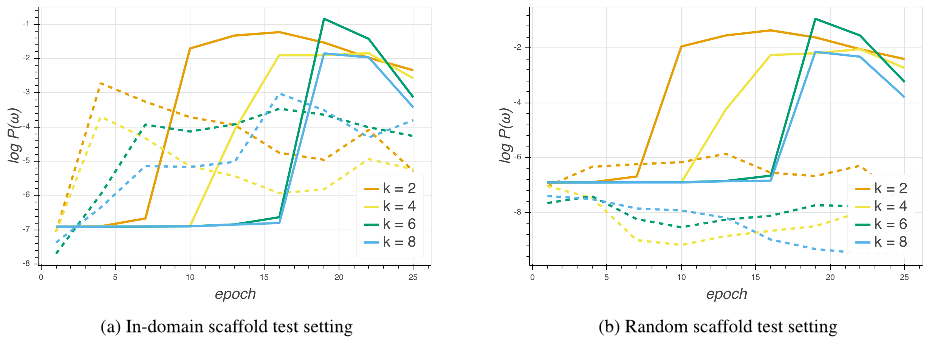 -1
-2
-3
-4
-5
-6
-7
-8
log P(ω)
0 5 10 15 20 25
epoch
k = 2
k = 4
k = 6
k = 8
(a) In-domain scaffold test setting
-2
-4
-6
-8
log P(ω)
0 5 10 15 20 25
epoch
k = 2
k = 4
k = 6
k = 8
(b) Random scaffold test setting